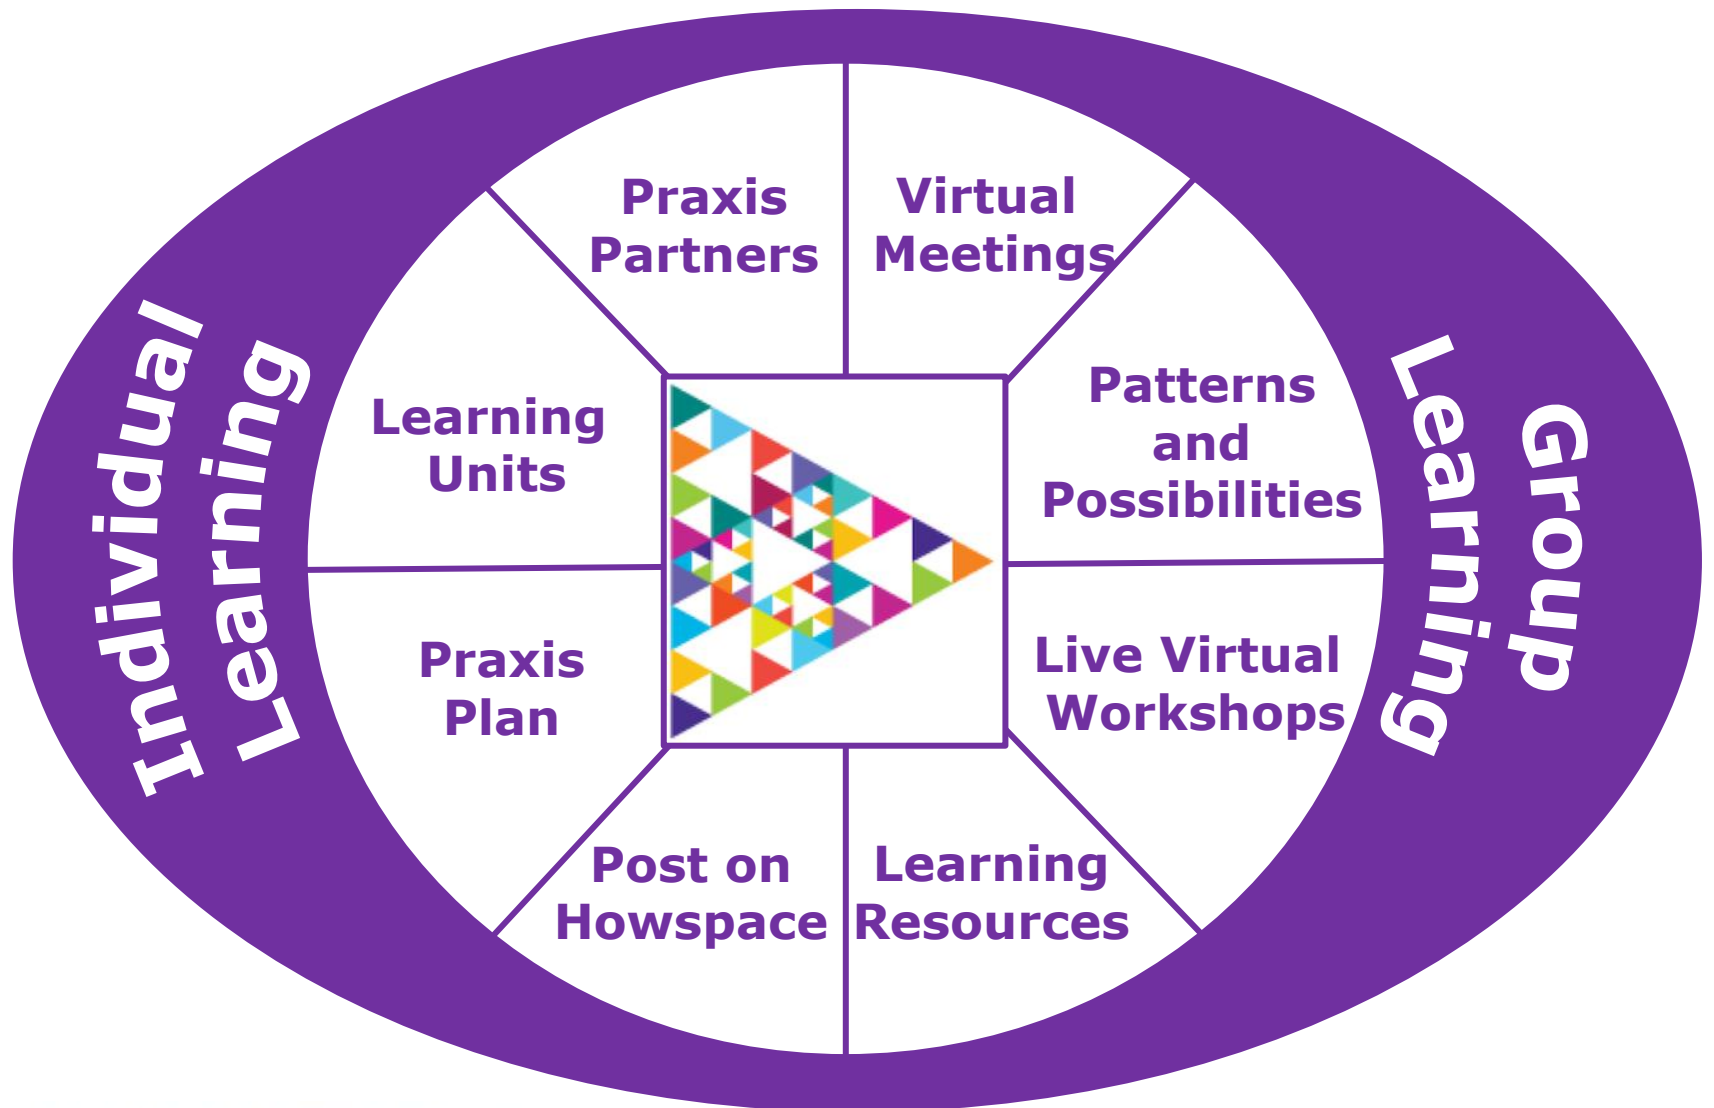 Individual
Learning
Praxis
Partners
Virtual
Meetings
Learning
Units
Patterns
and
Possibilities
Praxis
Plan
Live Virtual
Workshops
Post on
Howspace
Learning
Resources
Group
Learning